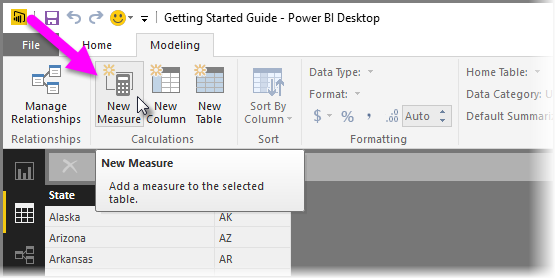 Getting Started Guide - Power BI Desktop
File Home Modeling
Manage Relationships
New Measure
New Column
New Table
Sort By Column
Data Type:
Format:
$ % , .00 Auto
Home Table:
Data Category: U
Default Summari
Relationships Calculations Sort Formatting
New Measure
Add a measure to the selected
table.
State
Alaska AK
Arizona AZ
Arkansas AR